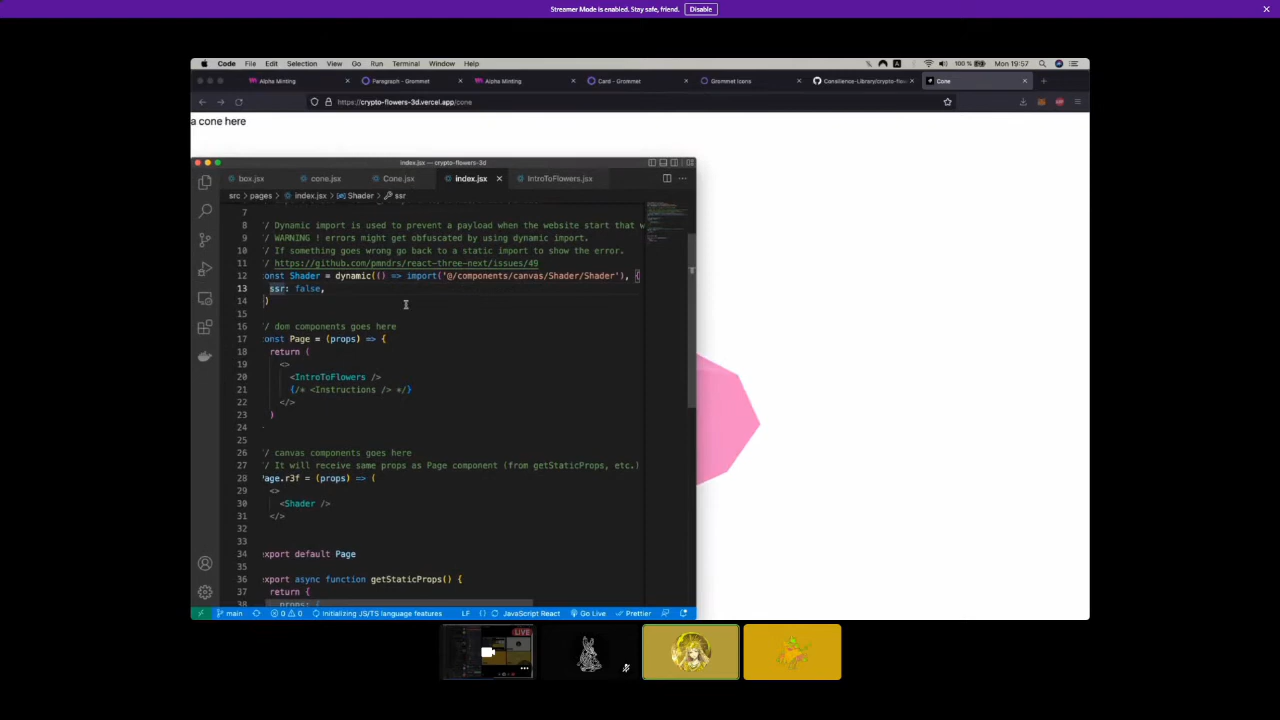 Streamer Mode is enabled. Stay safe, friend. Disable
Code File Edit Selection View Go Run Terminal Window Help 100 % Mon 19:57
Alpha Minting Paragraph - Grommet Alpha Minting Card - Grommet Grommet Icons Consilience-Library/crypto-flow Cone
https://crypto-flowers-3d.vercel.app/cone
a cone here
index.jsx — crypto-flowers-3d
box.jsx cone.jsx Cone.jsx index.jsx IntroToFlowers.jsx
src > pages > index.jsx > Shader > ssr
7
8 / Dynamic import is used to prevent a payload when the website start that w
9 / WARNING ! errors might get obfuscated by using dynamic import.
10 / If something goes wrong go back to a static import to show the error.
11 / https://github.com/pmndrs/react-three-next/issues/49
12 const Shader = dynamic(() => import('@/components/canvas/Shader/Shader'), {
13 ssr: false,
14 })
15
16 / dom components goes here
17 const Page = (props) => {
18 return (
19 <>
20 <IntroToFlowers />
21 {/* <Instructions /> */}
22 </>
23 )
24
25
26 / canvas components goes here
27 / It will receive same props as Page component (from getStaticProps, etc.)
28 Page.r3f = (props) => (
29 <>
30 <Shader />
31 </>
32
33
34 export default Page
35
36 export async function getStaticProps() {
37 return {
38 props: {
main 0 0 Initializing JS/TS language features LF {} JavaScript React Go Live Prettier
LIVE